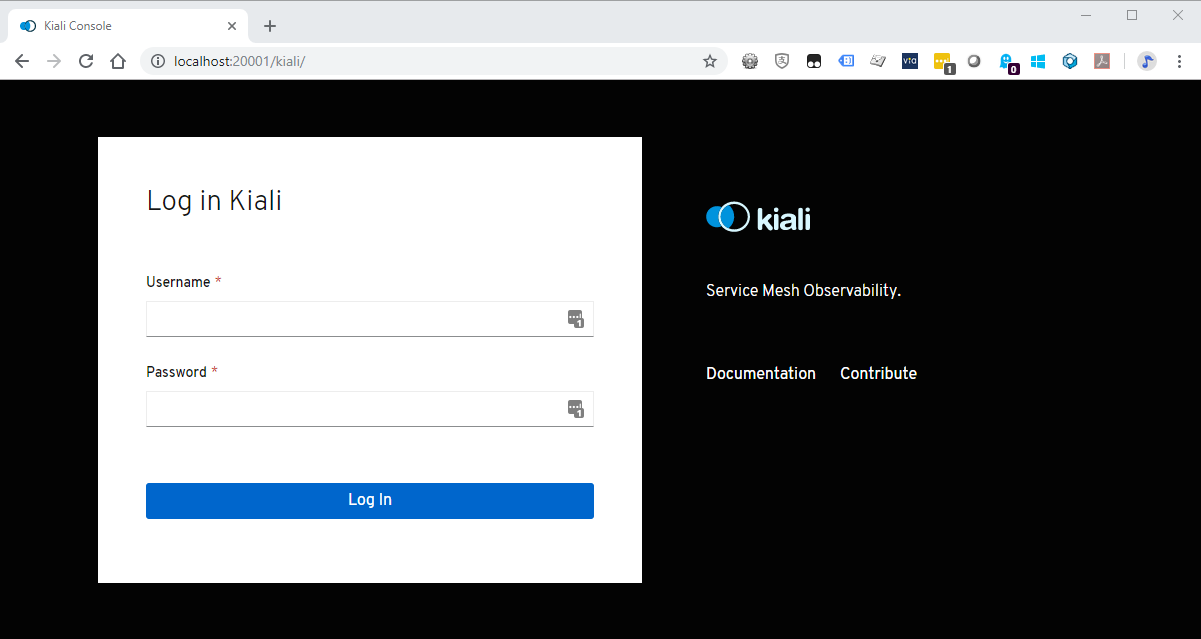 Kiali Console
localhost:20001/kiali/
vta
1
0
Log in Kiali
Username *
1
Password *
1
Log In
kiali
Service Mesh Observability.
Documentation Contribute